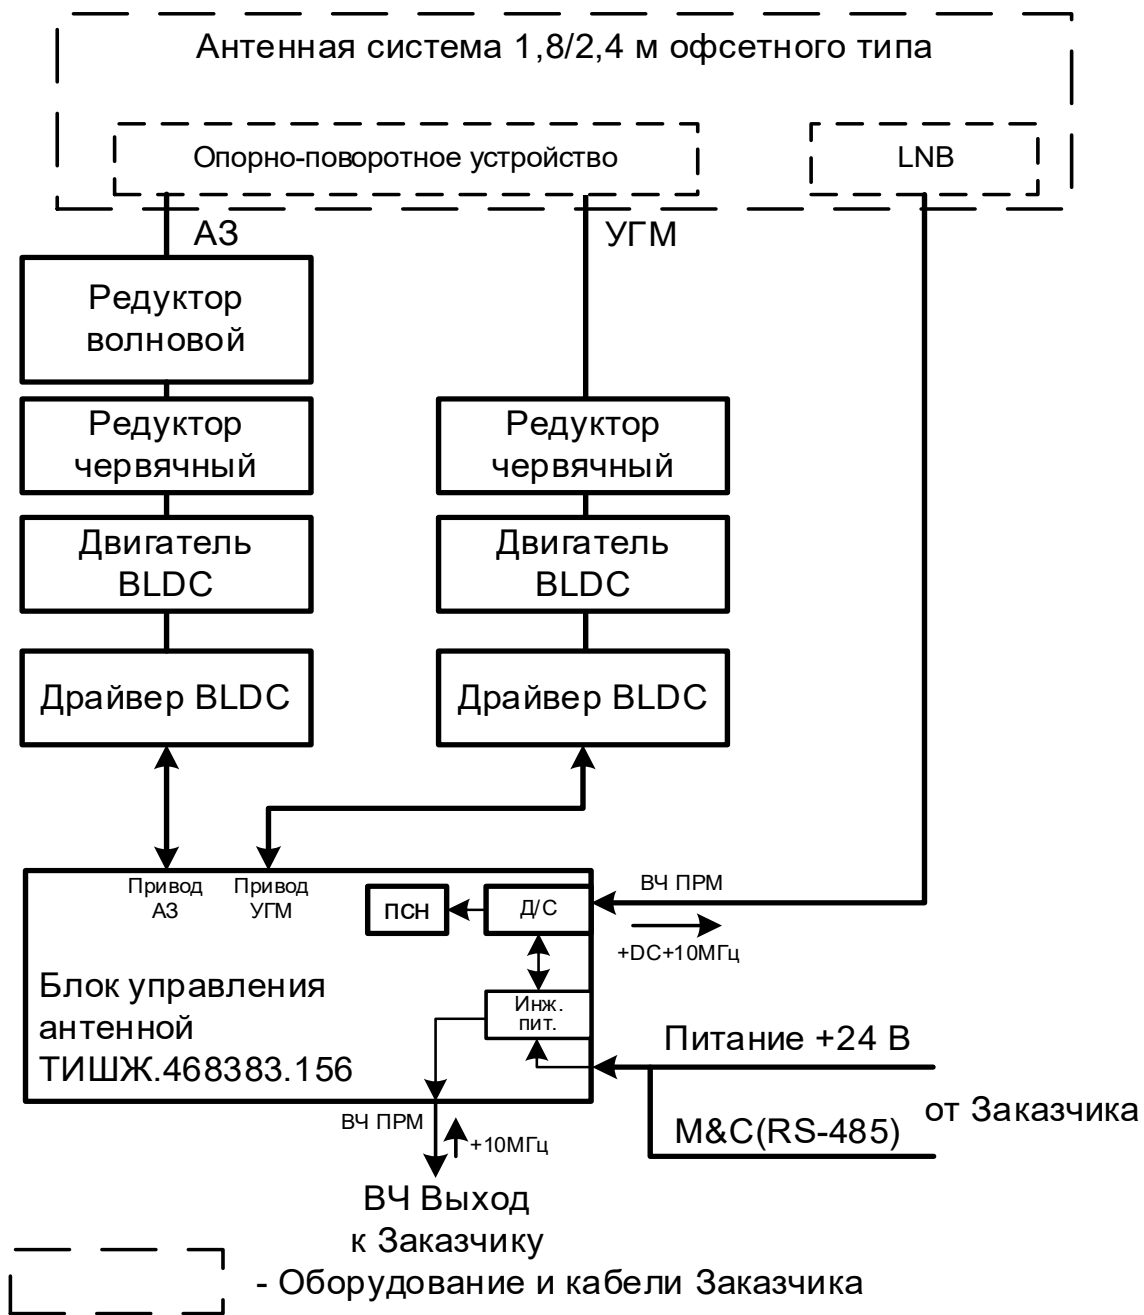 Антенная система 1,8/2,4 м офсетного типа
Опорно-поворотное устройство
LNB
АЗ
УГМ
Редуктор
волновой
Редуктор
червячный
Редуктор
червячный
Двигатель
BLDC
Двигатель
BLDC
Драйвер BLDC
Драйвер BLDC
Привод
АЗ
Привод
УГМ
ПСН
Д/С
ВЧ ПРМ
+DC+10МГц
Блок управления
антенной
ТИШЖ.468383.156
Инж.
пит.
Питание +24 В
M&C(RS-485)
от Заказчика
ВЧ ПРМ
+10МГц
ВЧ Выход
к Заказчику
- Оборудование и кабели Заказчика